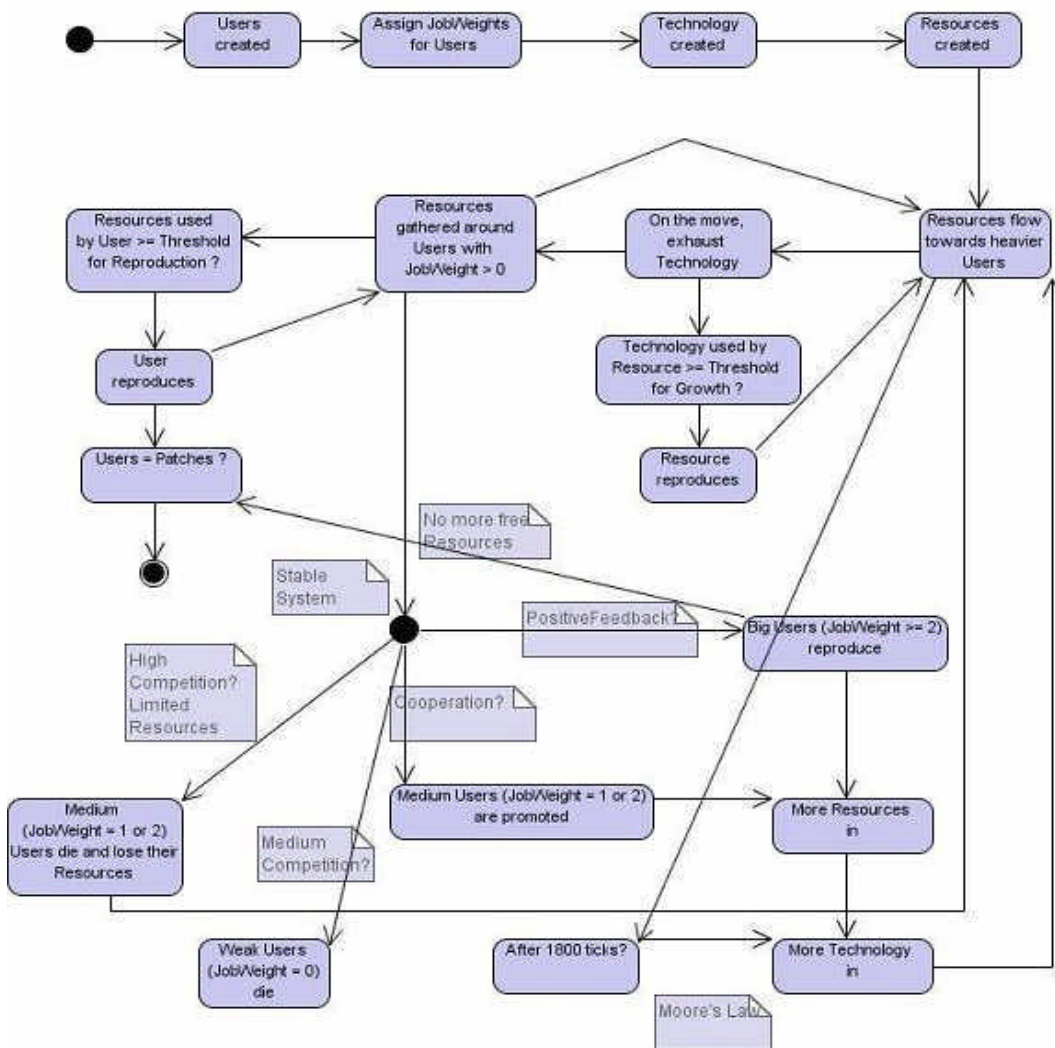 Users
created
Assign JobWeights
for Users
Technology
created
Resources
created
Resources used
by User >= Threshold
for Reproduction ?
Resources
gathered around
Users with
JobWeight > 0
On the move,
exhaust
Technology
Resources flow
towards heavier
Users
User
reproduces
Technology used by
Resource >= Threshold
for Growth ?
Users = Patches ?
Resource
reproduces
No more free
Resources
Stable
System
PositiveFeedback?
Big Users (JobWeight >= 2)
reproduce
High
Competition?
Limited
Resources
Cooperation?
Medium
(JobWeight = 1 or 2)
Users die and lose their
Resources
Medium Users (JobWeight = 1 or 2)
are promoted
More Resources
in
Medium
Competition?
Weak Users
(JobWeight = 0)
die
After 1800 ticks?
More Technology
in
Moore's Law